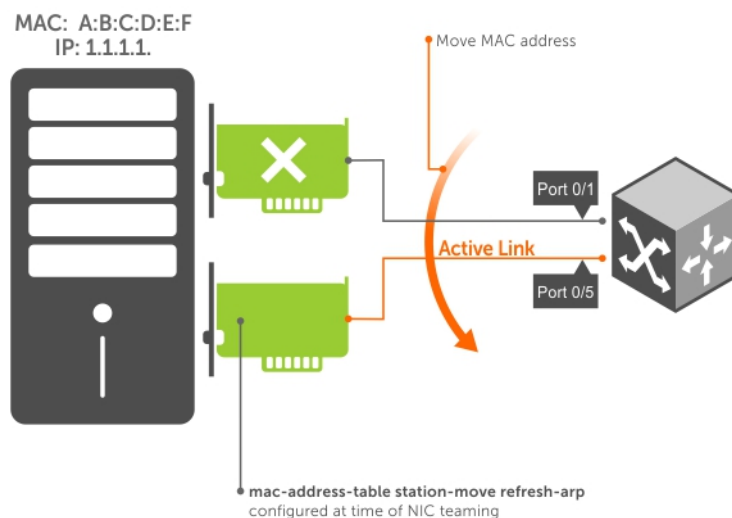 MAC: A:B:C:D:E:F
IP: 1.1.1.1.
Move MAC address
Port 0/1
Active Link
Port 0/5
mac-address-table station-move refresh-arp
configured at time of NIC teaming